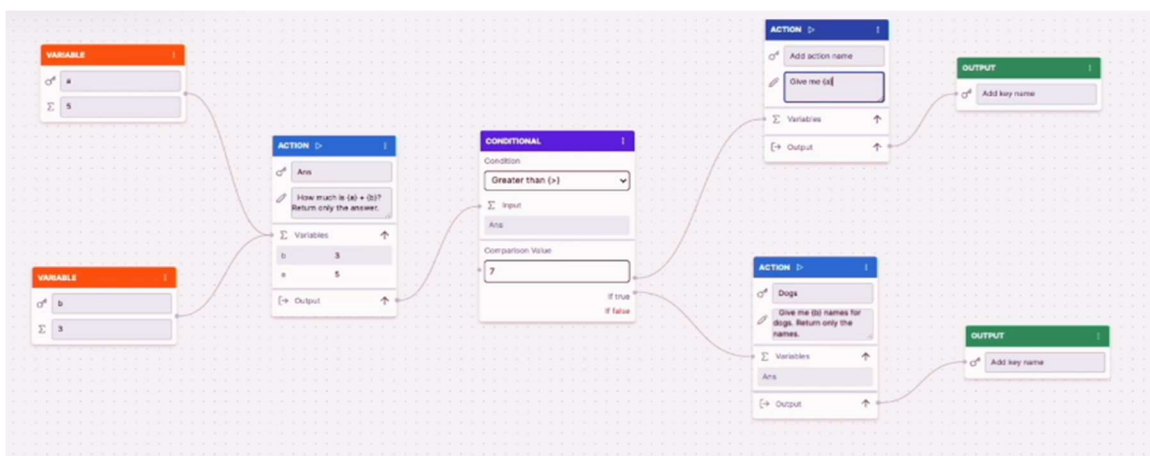 VARIABLE
a
5
VARIABLE
b
3
ACTION
Ans
How much is {a} + {b}?
Return only the answer.
Variables
b 3
a 5
Output
CONDITIONAL
Condition
Greater than (>)
Input
Ans
Comparison Value
7
If true
If false
ACTION
Add action name
Give me {a}
Variables
Output
OUTPUT
Add key name
ACTION
Dogs
Give me {b} names for
dogs. Return only the
names.
Variables
Ans
Output
OUTPUT
Add key name